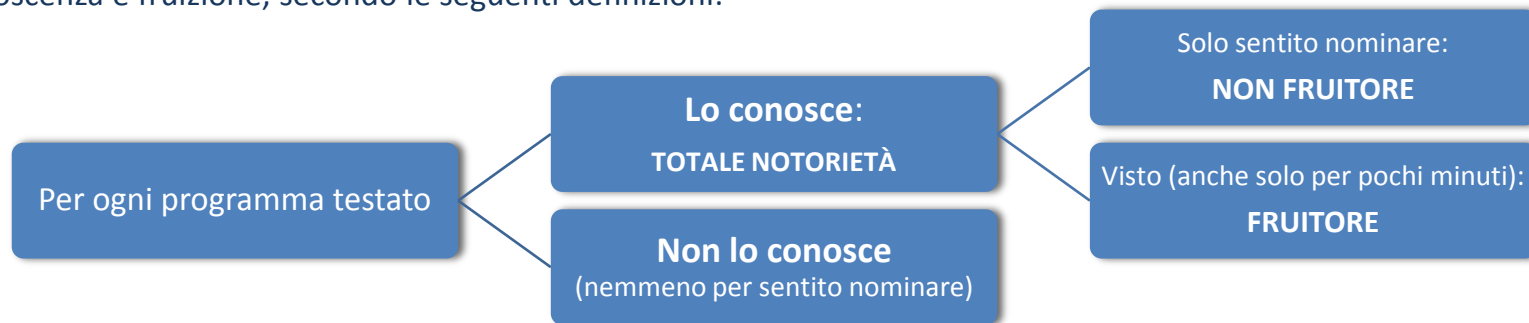 fruizione, secondo le seguenti definizioni:
Per ogni programma testato
Lo conosce:
TOTALE NOTORIETÀ
Non lo conosce
(nemmeno per sentito nominare)
Solo sentito nominare:
NON FRUITORE
Visto (anche solo per pochi minuti):
FRUITORE